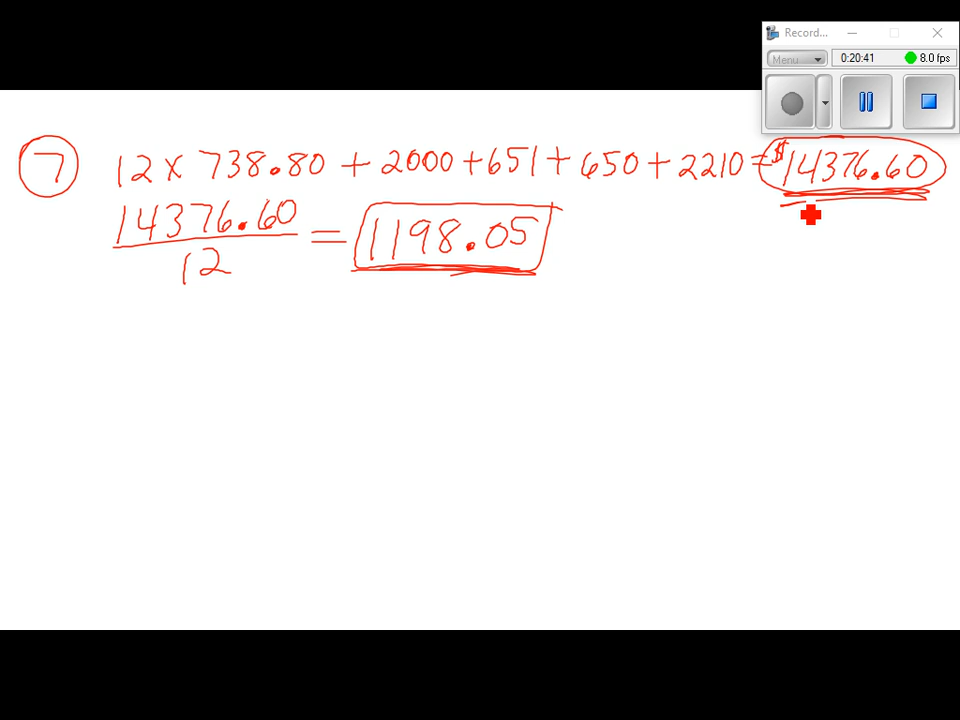 Record...
Menu 0:20:41 8.0 fps
7 12 x 738.80 + 2000 + 651 + 650 + 2210 = $14376.60
14376.60
12
= 1198.05